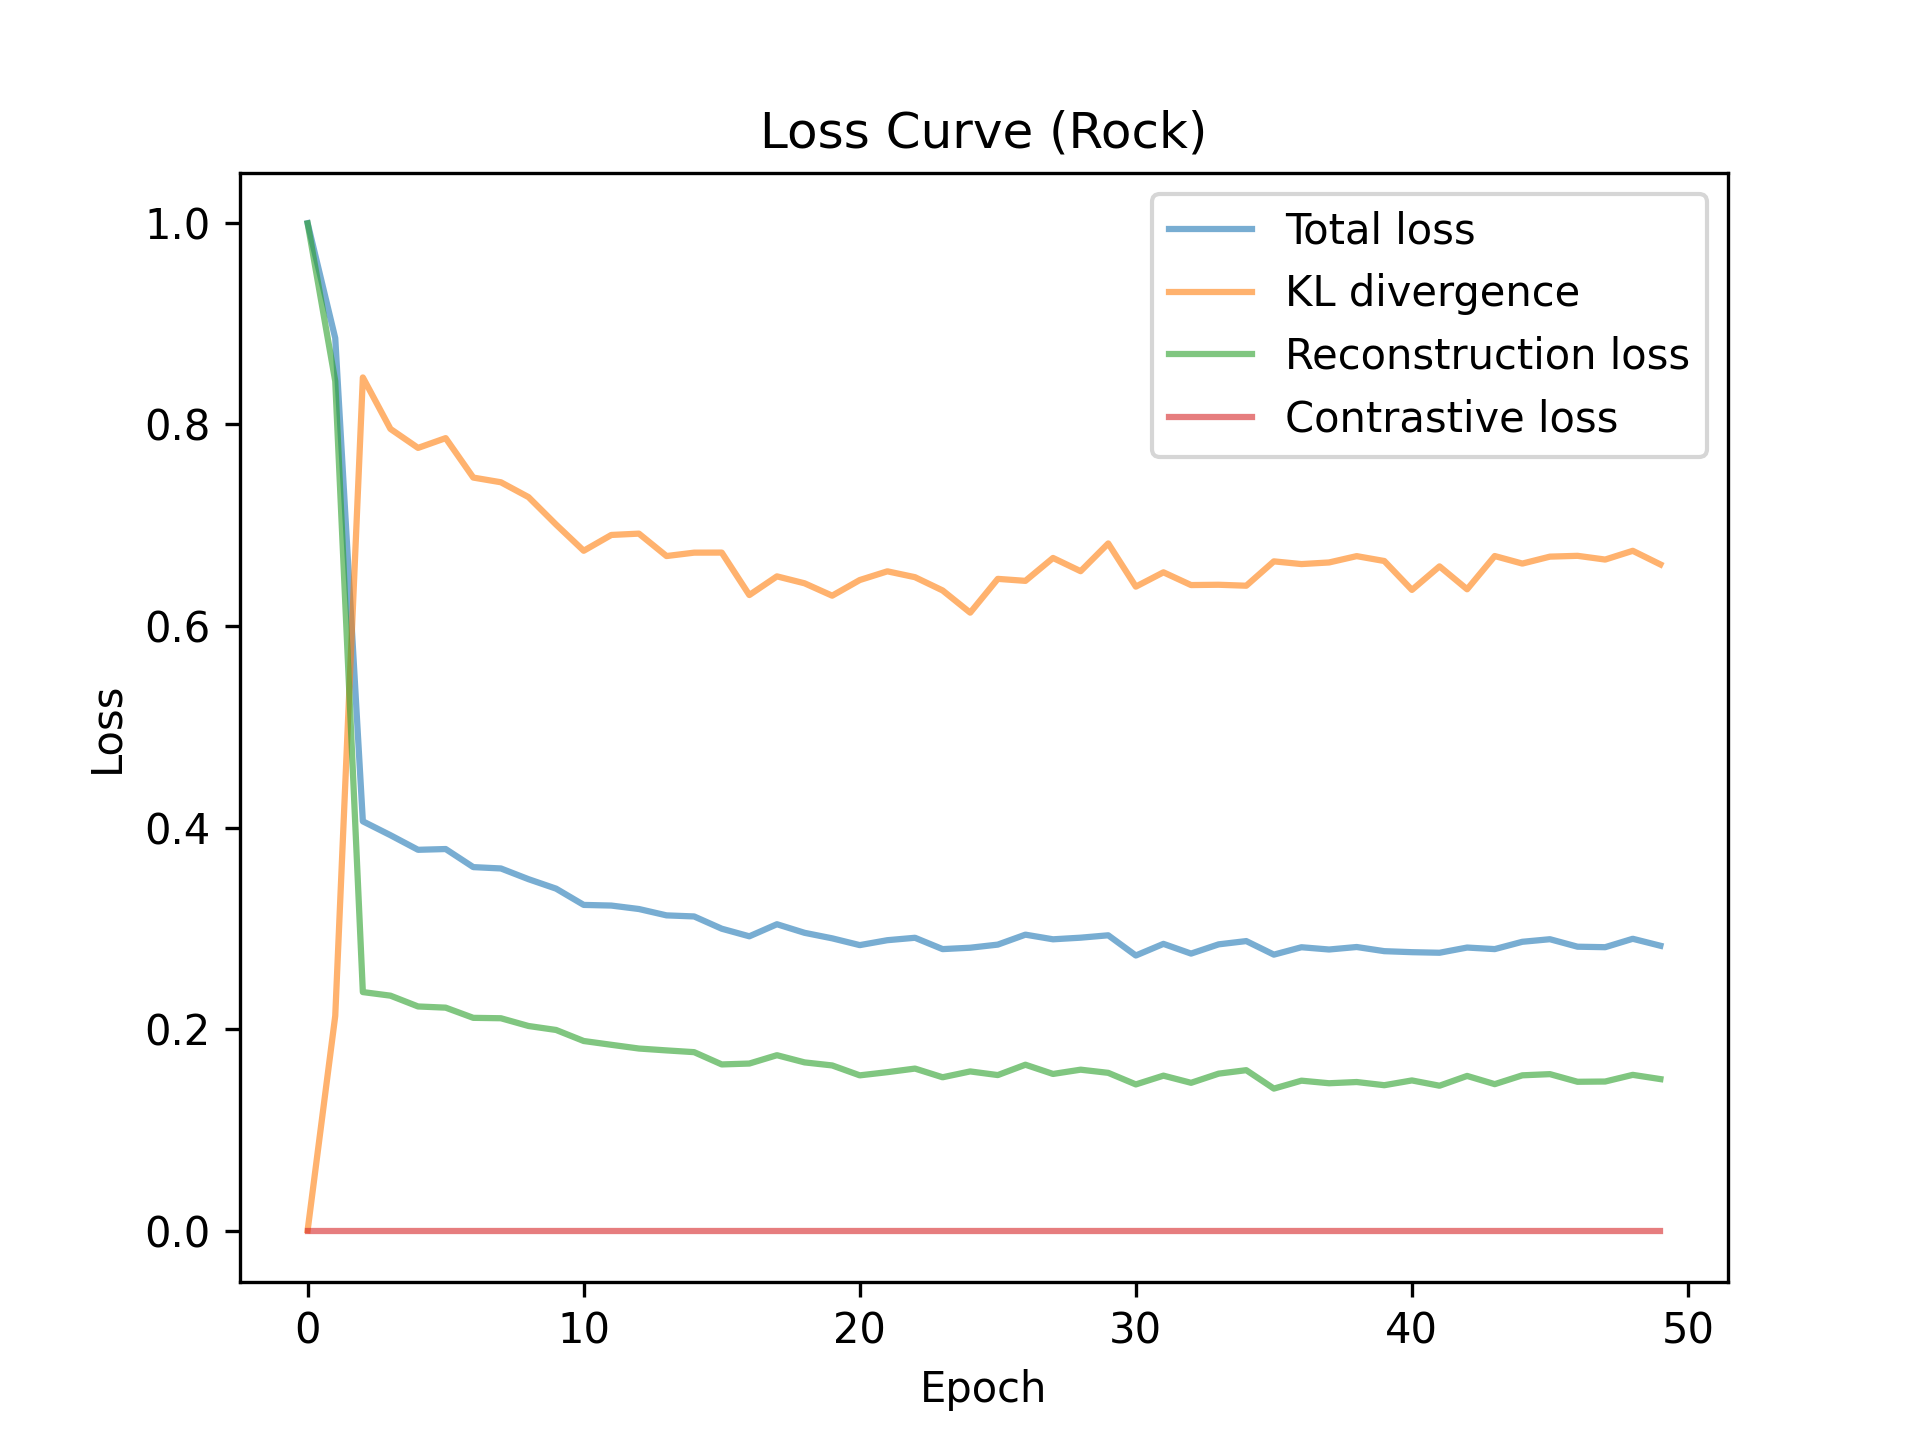 Loss Curve (Rock)
Total loss
KL divergence
Reconstruction loss
Contrastive loss
Loss
1.0
0.8
0.6
0.4
0.2
0.0
0 10 20 30 40 50
Epoch